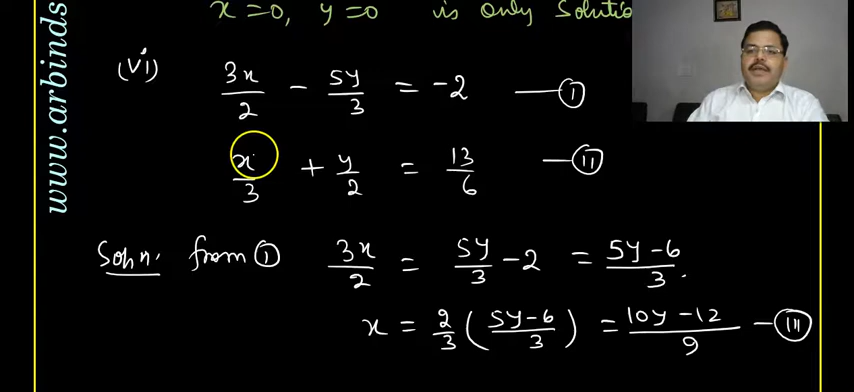 x = 0, y = 0 is only Solutio
www.arbinds
(vi) 3x/2 - 5y/3 = -2 — (I)
x/3 + y/2 = 13/6 — (II)
Soln. from (I) 3x/2 = 5y/3 - 2 = (5y-6)/3.
x = 2/3 ( (5y-6)/3 ) = (10y-12)/9 — (III)